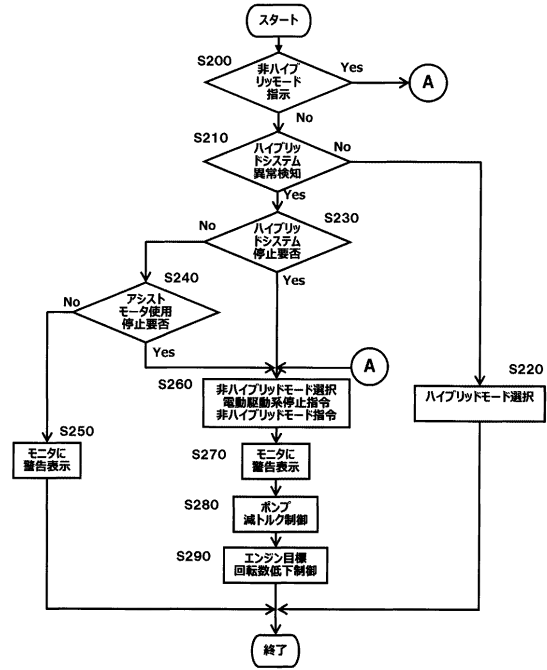 スタート
S200
非ハイブ
リッモード
指示
Yes
A
No
S210
ハイブリッ
ドシステム
異常検知
No
Yes
S230
ハイブリッ
ドシステム
停止要否
No
Yes
S240
アシスト
モータ使用
停止要否
No
Yes
A
S260
非ハイブリッドモード選択
電動駆動系停止指令
非ハイブリッドモード指令
S220
ハイブリッドモード選択
S250
モニタに
警告表示
S270
モニタに
警告表示
S280
ポンプ
減トルク制御
S290
エンジン目標
回転数低下制御
終了